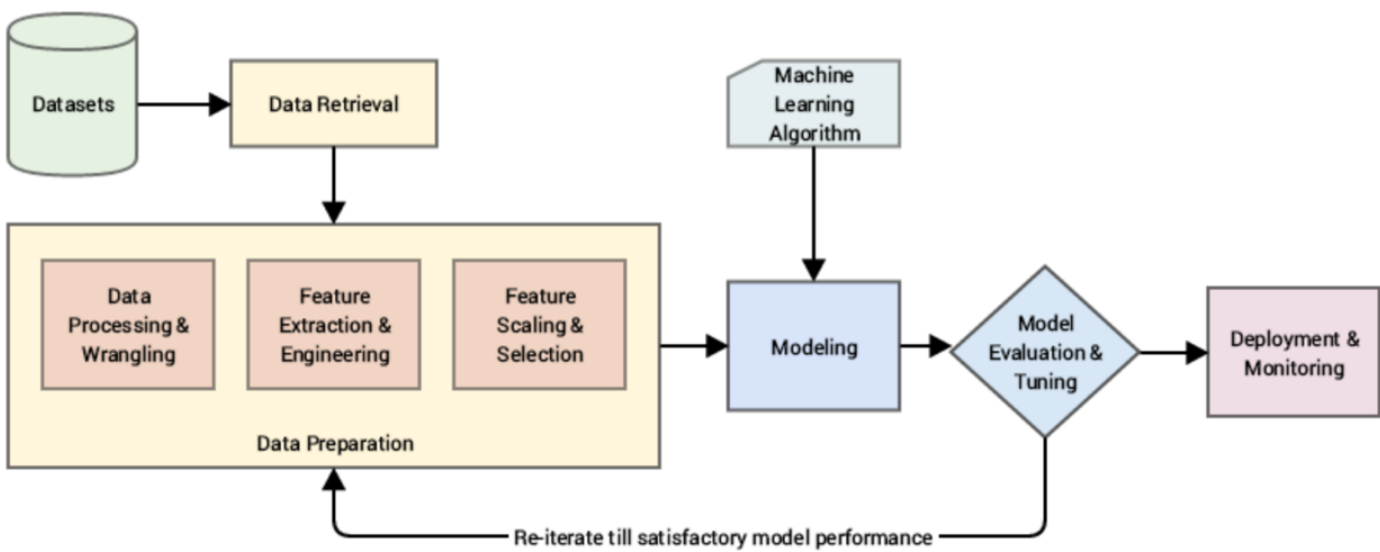 Datasets
Data Retrieval
Machine
Learning
Algorithm
Data
Processing &
Wrangling
Feature
Extraction &
Engineering
Feature
Scaling &
Selection
Data Preparation
Modeling
Model
Evaluation &
Tuning
Deployment &
Monitoring
Re-iterate till satisfactory model performance